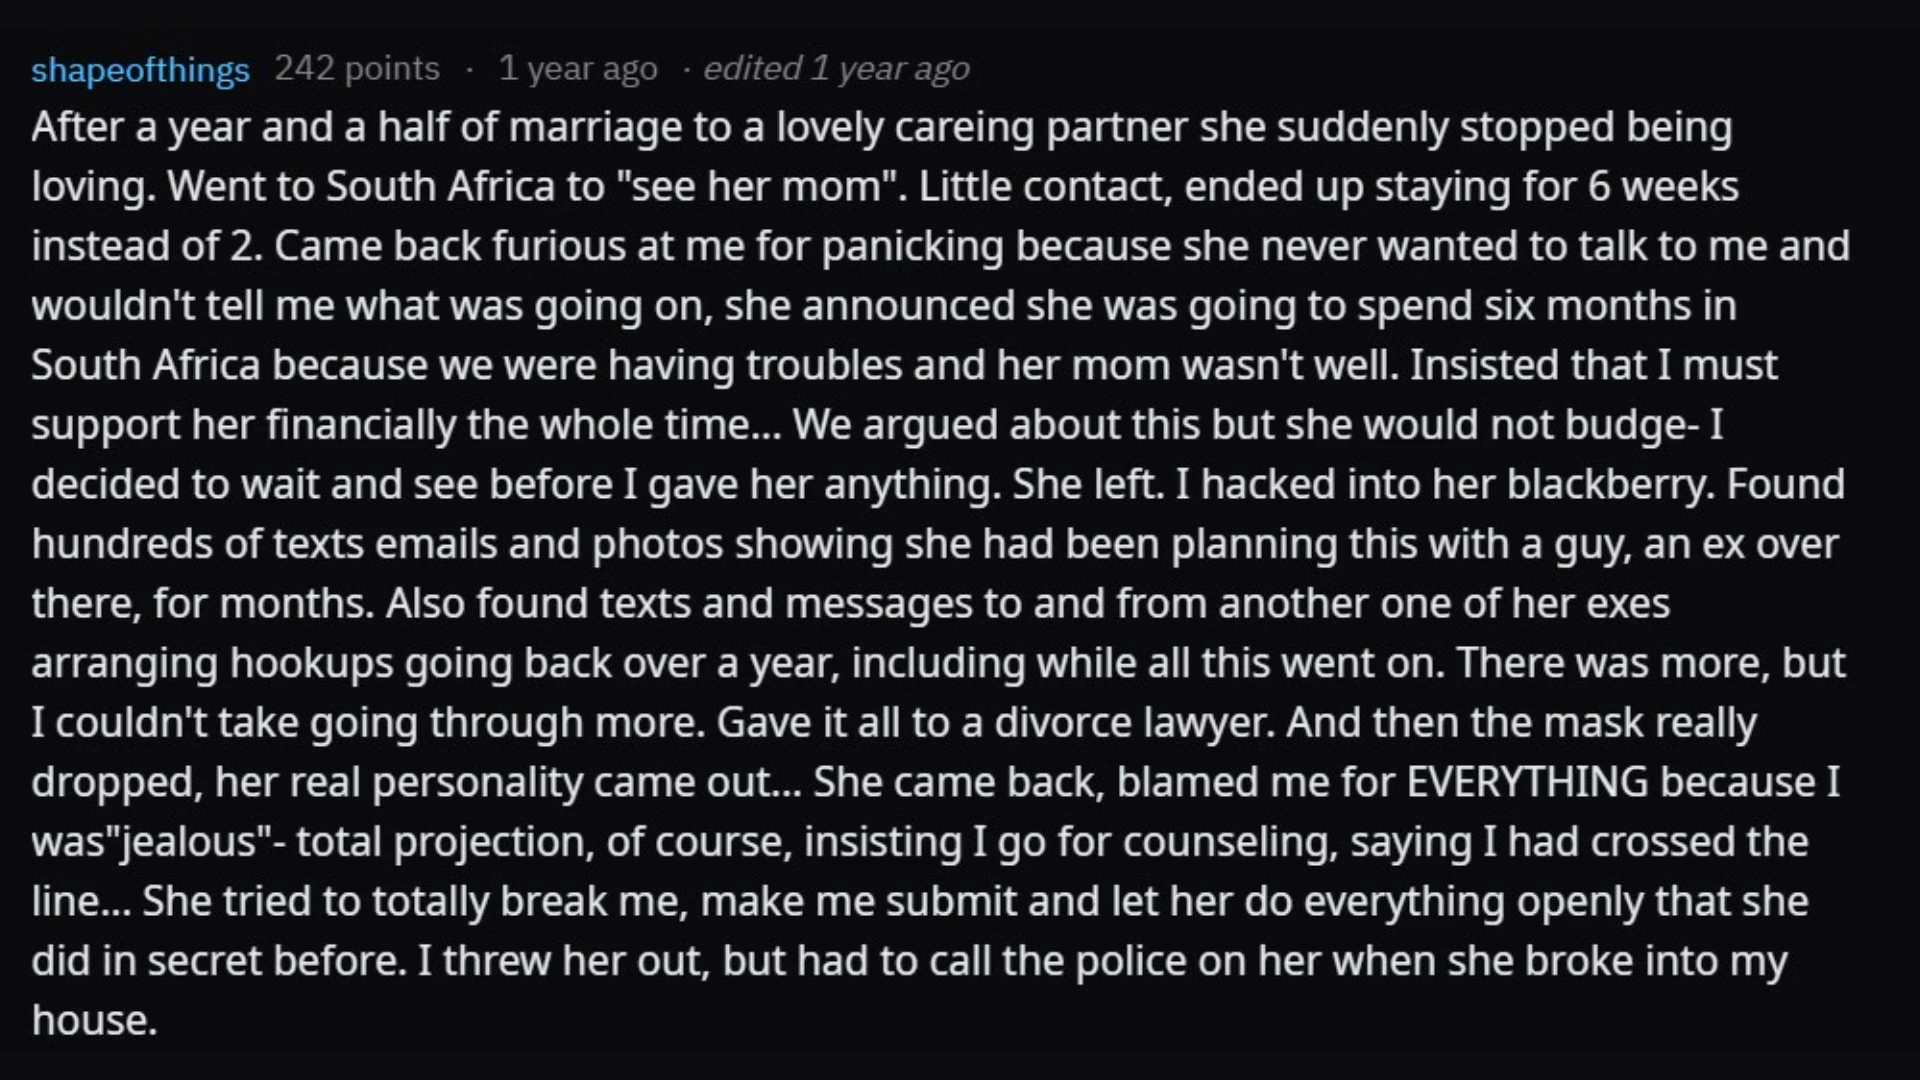 shapeofthings 242 points · 1 year ago · edited 1 year ago
After a year and a half of marriage to a lovely careing partner she suddenly stopped being
loving. Went to South Africa to "see her mom". Little contact, ended up staying for 6 weeks
instead of 2. Came back furious at me for panicking because she never wanted to talk to me and
wouldn't tell me what was going on, she announced she was going to spend six months in
South Africa because we were having troubles and her mom wasn't well. Insisted that I must
support her financially the whole time... We argued about this but she would not budge- I
decided to wait and see before I gave her anything. She left. I hacked into her blackberry. Found
hundreds of texts emails and photos showing she had been planning this with a guy, an ex over
there, for months. Also found texts and messages to and from another one of her exes
arranging hookups going back over a year, including while all this went on. There was more, but
I couldn't take going through more. Gave it all to a divorce lawyer. And then the mask really
dropped, her real personality came out... She came back, blamed me for EVERYTHING because I
was"jealous"- total projection, of course, insisting I go for counseling, saying I had crossed the
line... She tried to totally break me, make me submit and let her do everything openly that she
did in secret before. I threw her out, but had to call the police on her when she broke into my
house.